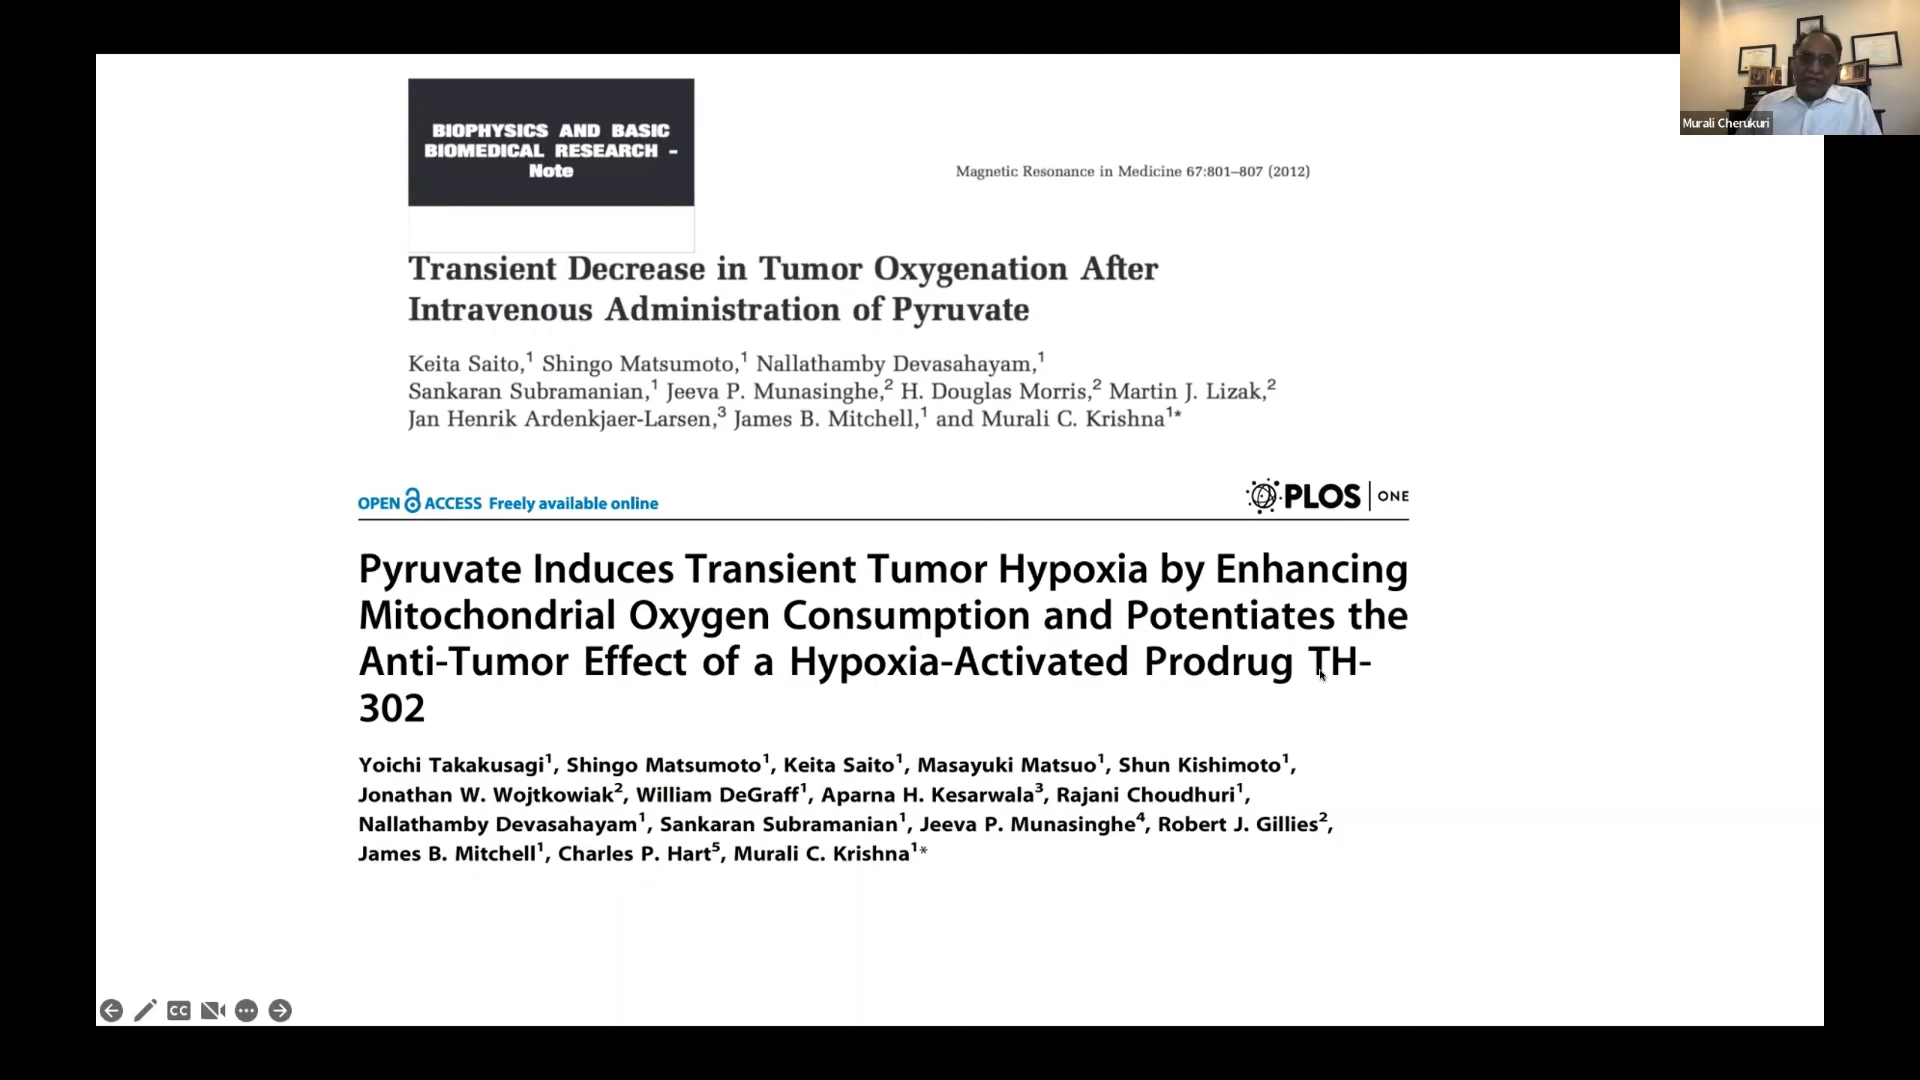 Murali Cherukuri
BIOPHYSICS AND BASIC
BIOMEDICAL RESEARCH -
Note
Magnetic Resonance in Medicine 67:801–807 (2012)
Transient Decrease in Tumor Oxygenation After
Intravenous Administration of Pyruvate
Keita Saito,1 Shingo Matsumoto,1 Nallathamby Devasahayam,1
Sankaran Subramanian,1 Jeeva P. Munasinghe,2 H. Douglas Morris,2 Martin J. Lizak,2
Jan Henrik Ardenkjaer-Larsen,3 James B. Mitchell,1 and Murali C. Krishna1*
OPEN ACCESS Freely available online
PLOS ONE
Pyruvate Induces Transient Tumor Hypoxia by Enhancing
Mitochondrial Oxygen Consumption and Potentiates the
Anti-Tumor Effect of a Hypoxia-Activated Prodrug TH-
302
Yoichi Takakusagi1, Shingo Matsumoto1, Keita Saito1, Masayuki Matsuo1, Shun Kishimoto1,
Jonathan W. Wojtkowiak2, William DeGraff1, Aparna H. Kesarwala3, Rajani Choudhuri1,
Nallathamby Devasahayam1, Sankaran Subramanian1, Jeeva P. Munasinghe4, Robert J. Gillies2,
James B. Mitchell1, Charles P. Hart5, Murali C. Krishna1*
CC